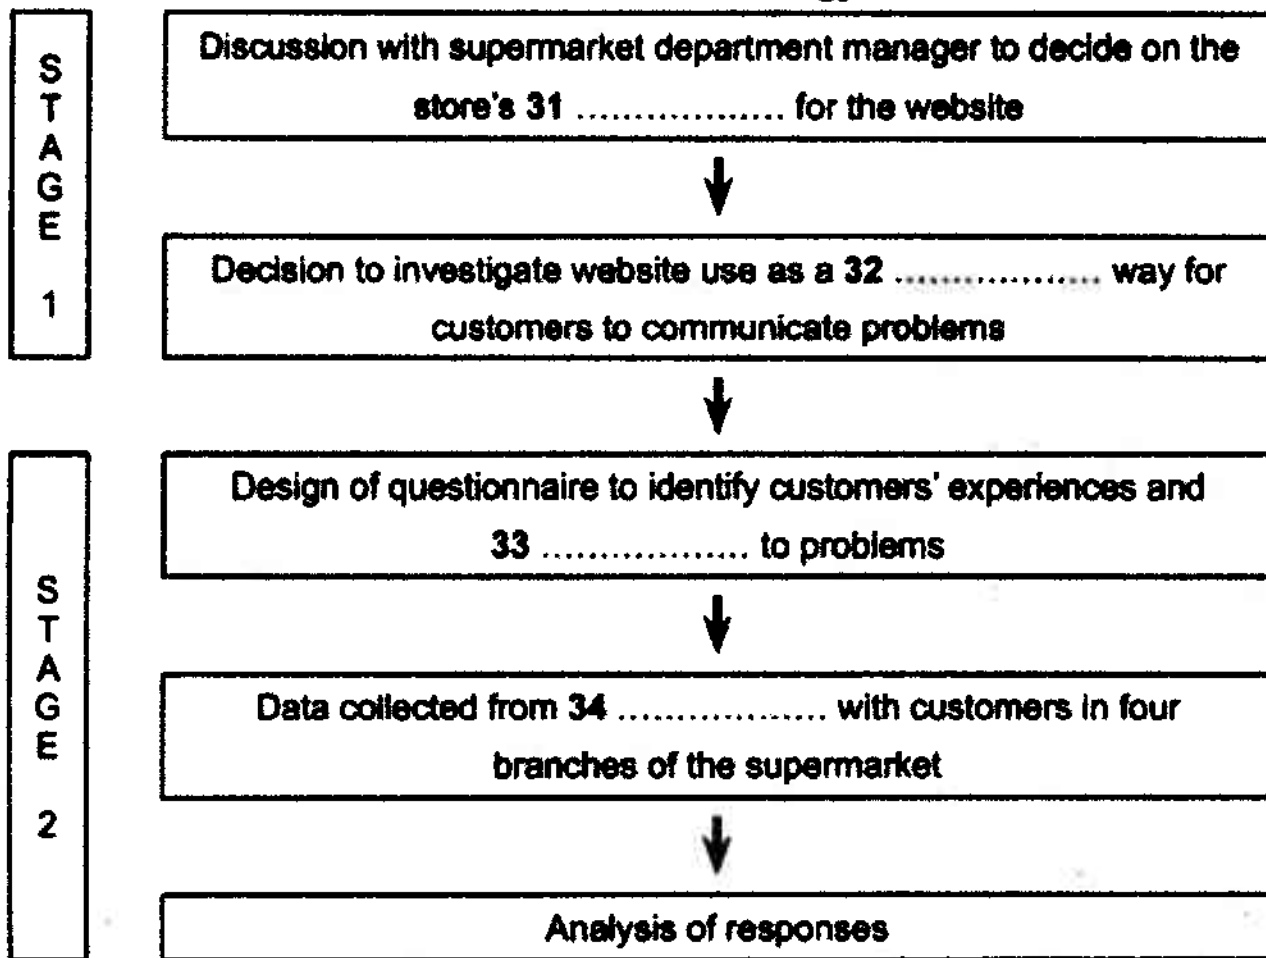 STAGE 1
Discussion with supermarket department manager to decide on the
store's 31 .................. for the website
Decision to investigate website use as a 32 .................. way for
customers to communicate problems
STAGE 2
Design of questionnaire to identify customers' experiences and
33 .................. to problems
Data collected from 34 .................. with customers in four
branches of the supermarket
Analysis of responses